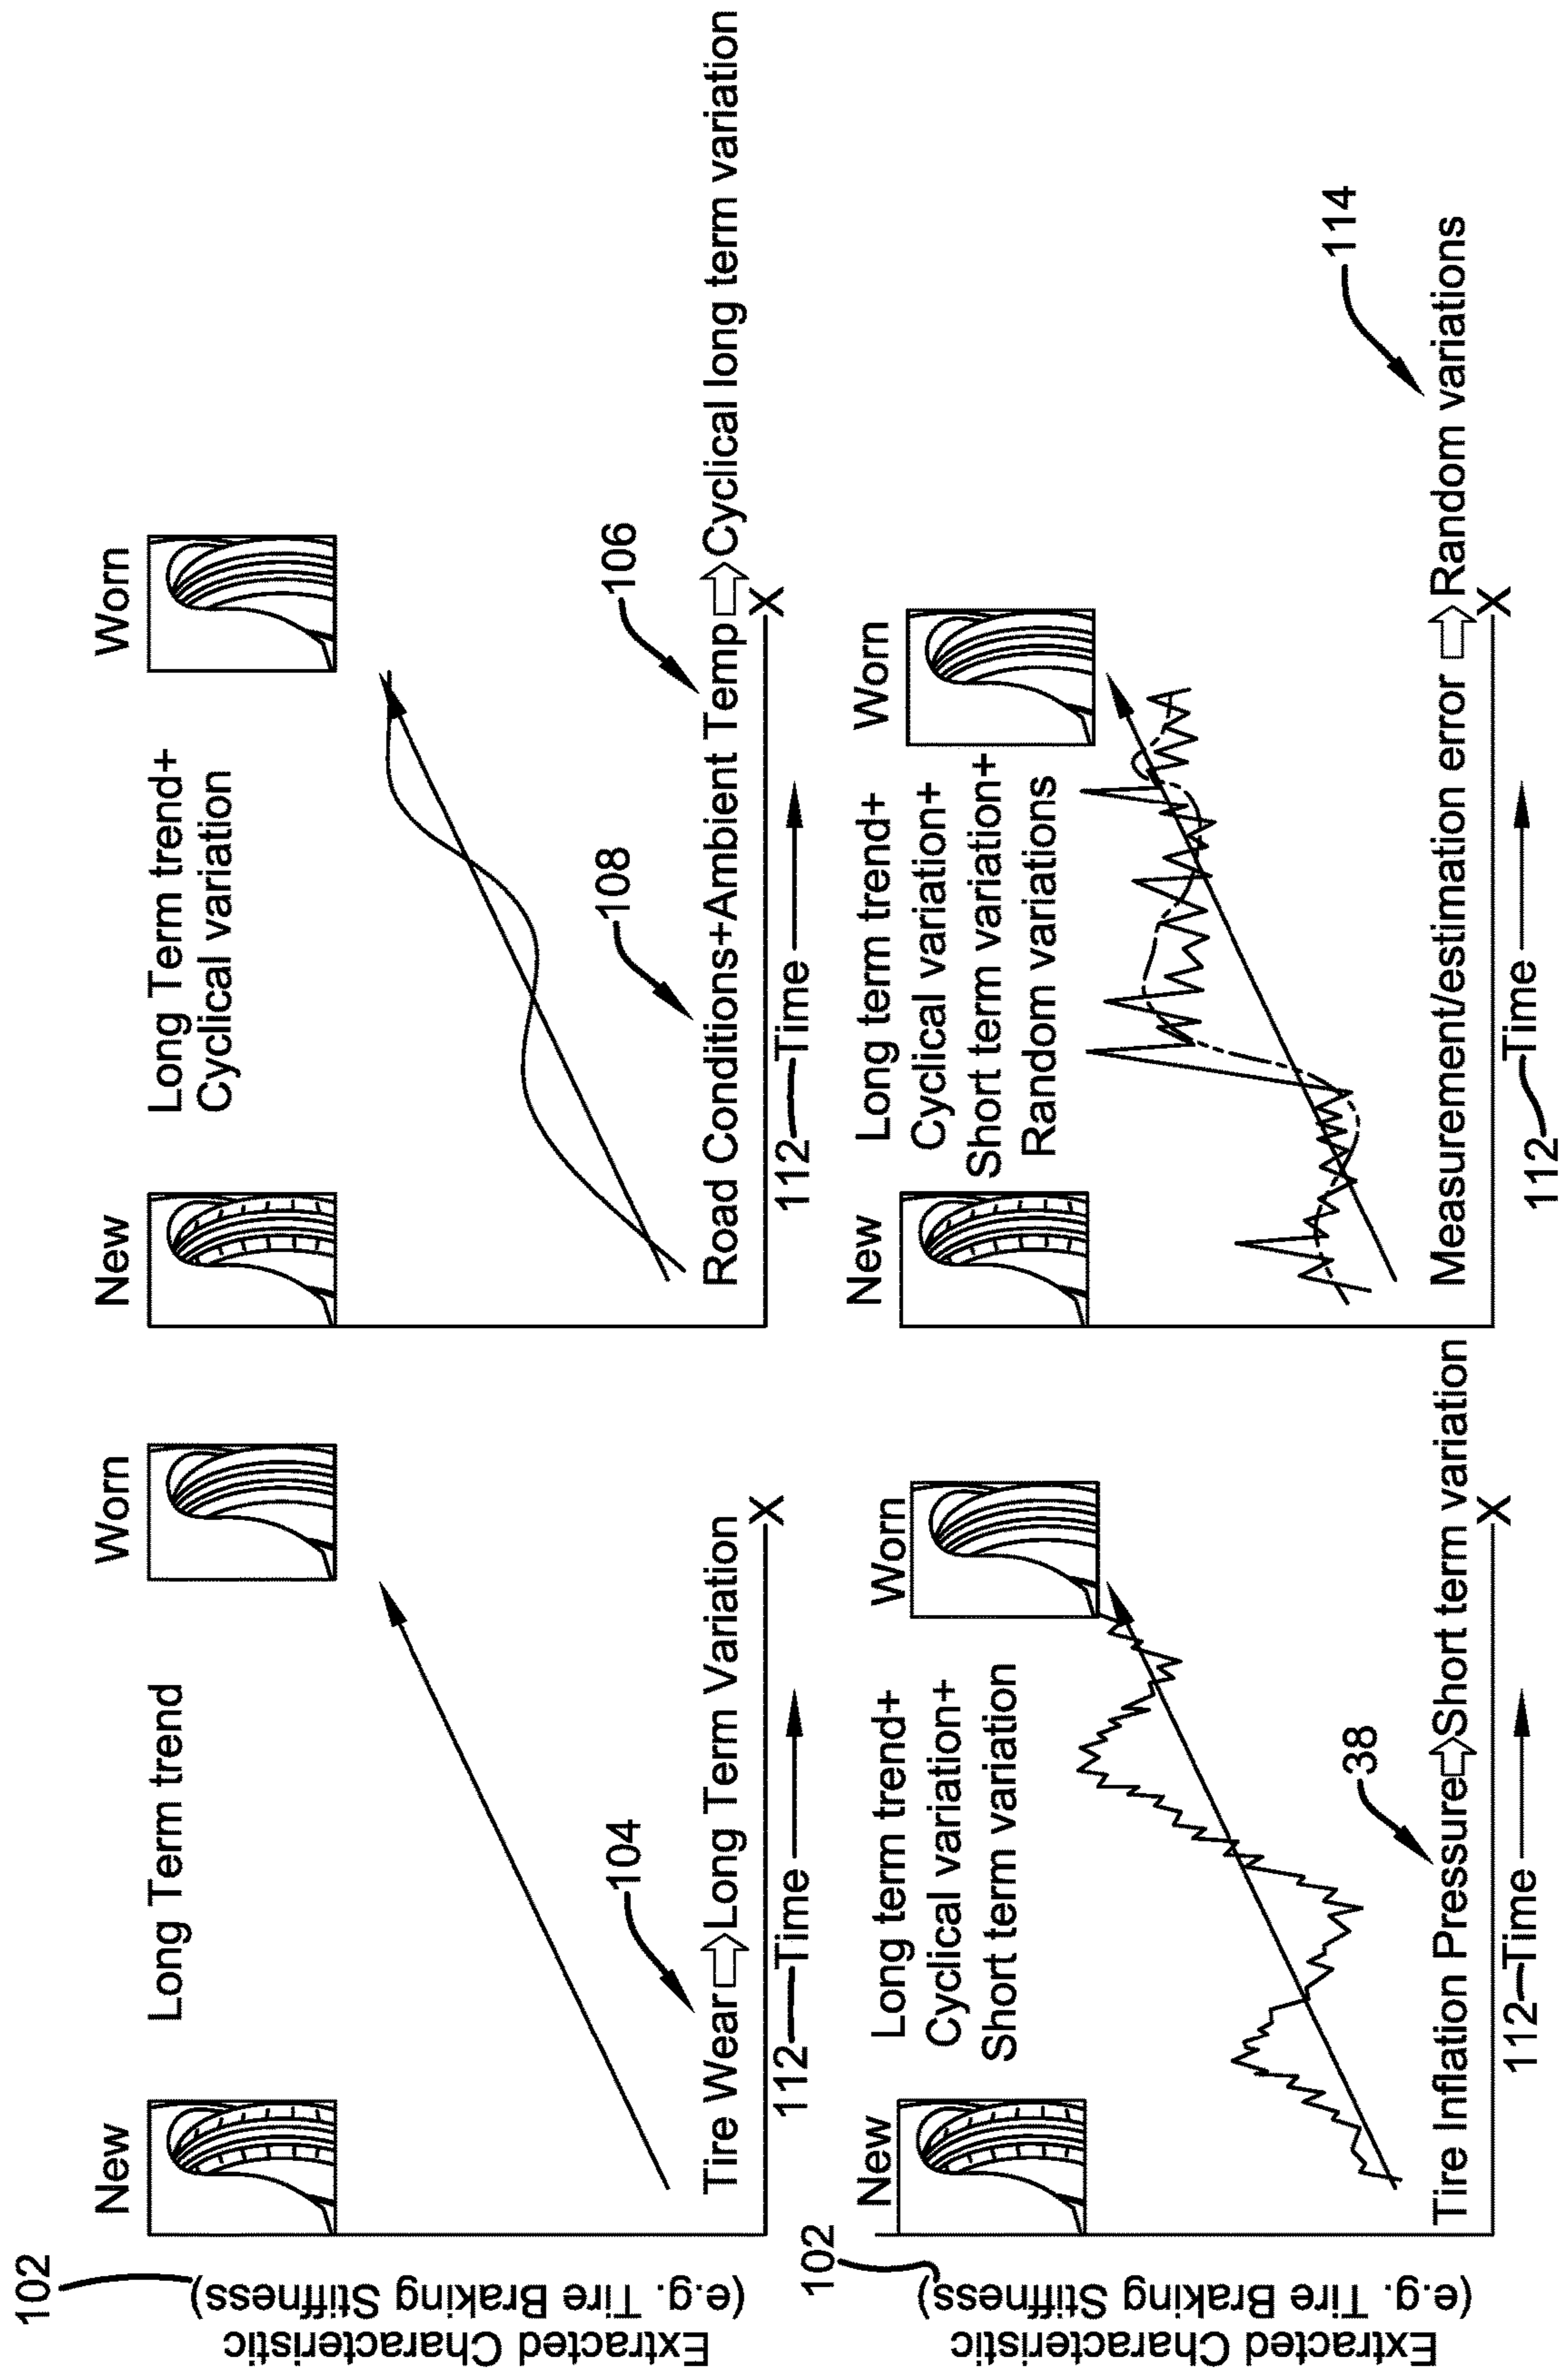 102
Extracted Characteristic
(e.g. Tire Braking Stiffness)
New
Long Term trend
Worn
104
Tire Wear
Long Term Variation
X
112
Time
New
Long Term trend+
Cyclical variation
Worn
108
106
Road Conditions+Ambient Temp
Cyclical long term variation
X
112
Time
102
Extracted Characteristic
(e.g. Tire Braking Stiffness)
New
Long term trend+
Cyclical variation+
Short term variation
Worn
38
Tire Inflation Pressure
Short term variation
X
112
Time
New
Long term trend+
Cyclical variation+
Short term variation+
Random variations
Worn
114
Measurement/estimation error
Random variations
X
112
Time